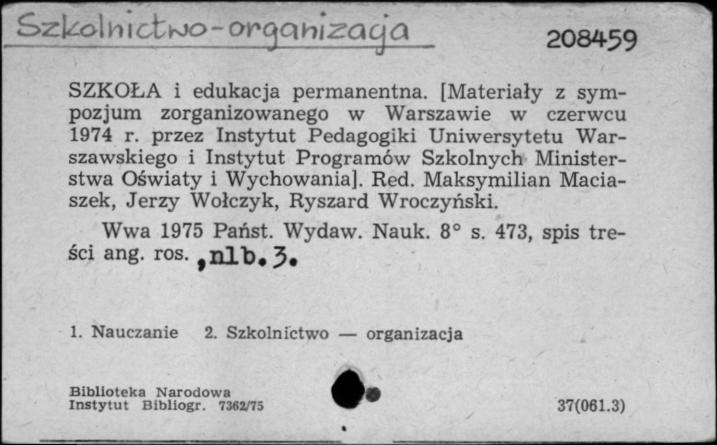 Szkolnictwo-organizacja
208459
SZKOŁA i edukacja permanentna. [Materiały z sym-
pozjum zorganizowanego w Warszawie w czerwcu
1974 r. przez Instytut Pedagogiki Uniwersytetu War-
szawskiego i Instytut Programów Szkolnych Minister-
stwa Oświaty i Wychowania]. Red. Maksymilian Macia-
szek, Jerzy Wołczyk, Ryszard Wroczyński.
Wwa 1975 Państ. Wydaw. Nauk. 8° s. 473, spis tre-
ści ang. ros. ,nlb.3.
1. Nauczanie 2. Szkolnictwo — organizacja
Biblioteka Narodowa
Instytut Bibliogr. 7362/75
37(061.3)